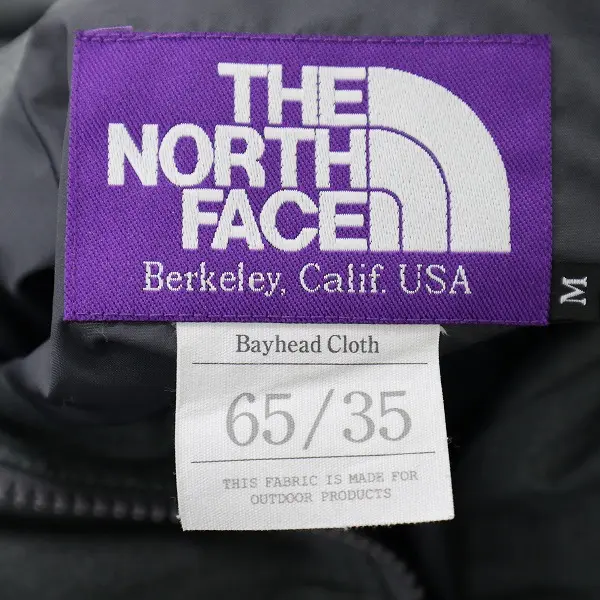 THE
NORTH
FACE
Berkeley, Calif. USA
M
Bayhead Cloth
65/35
THIS FABRIC IS MADE FOR
OUTDOOR PRODUCTS